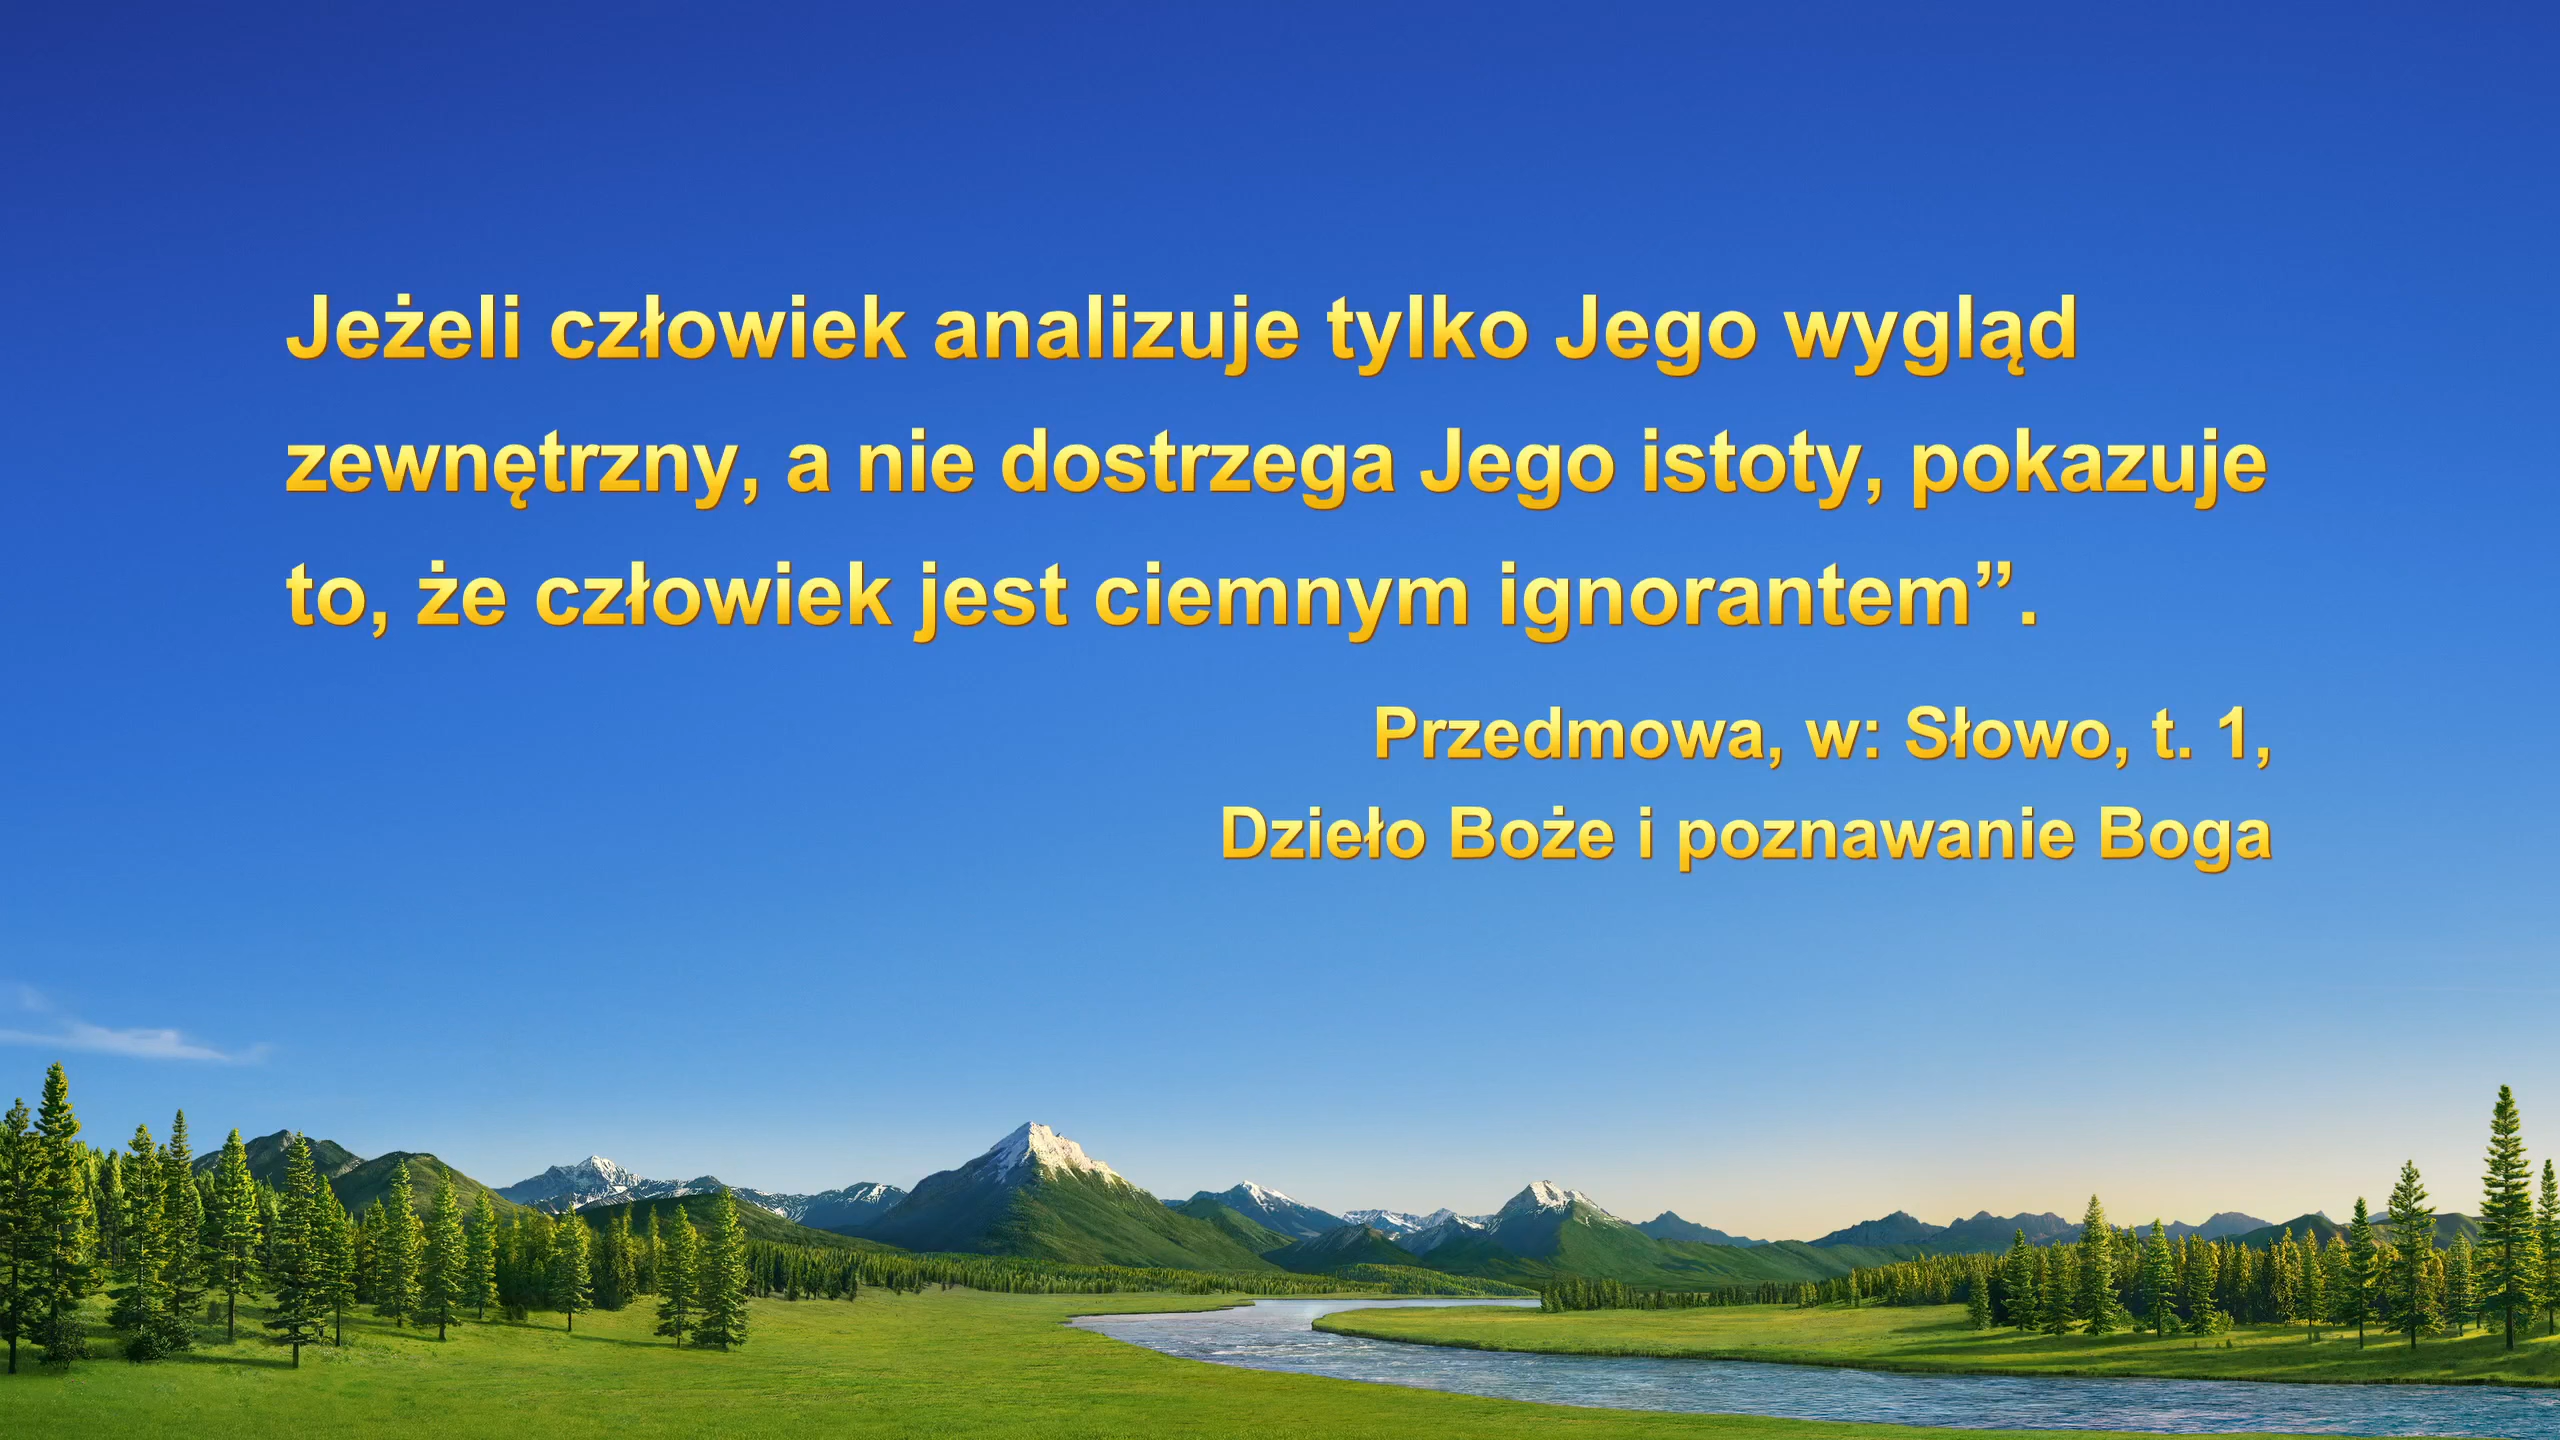 Jeżeli człowiek analizuje tylko Jego wygląd
zewnętrzny, a nie dostrzega Jego istoty, pokazuje
to, że człowiek jest ciemnym ignorantem”.
Przedmowa, w: Słowo, t. 1,
Dzieło Boże i poznawanie Boga